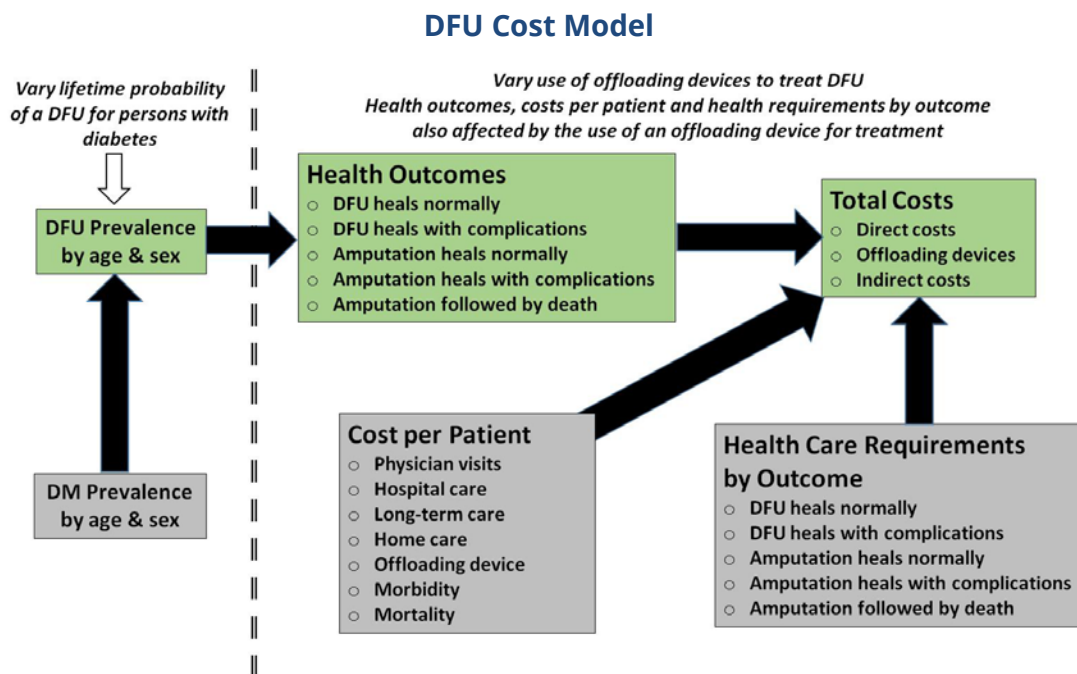 DFU Cost Model
Vary lifetime probability
of a DFU for persons with
diabetes
Vary use of offloading devices to treat DFU
Health outcomes, costs per patient and health requirements by outcome
also affected by the use of an offloading device for treatment
DFU Prevalence
by age & sex
Health Outcomes
○ DFU heals normally
○ DFU heals with complications
○ Amputation heals normally
○ Amputation heals with complications
○ Amputation followed by death
Total Costs
○ Direct costs
○ Offloading devices
○ Indirect costs
DM Prevalence
by age & sex
Cost per Patient
○ Physician visits
○ Hospital care
○ Long-term care
○ Home care
○ Offloading device
○ Morbidity
○ Mortality
Health Care Requirements
by Outcome
○ DFU heals normally
○ DFU heals with complications
○ Amputation heals normally
○ Amputation heals with complications
○ Amputation followed by death